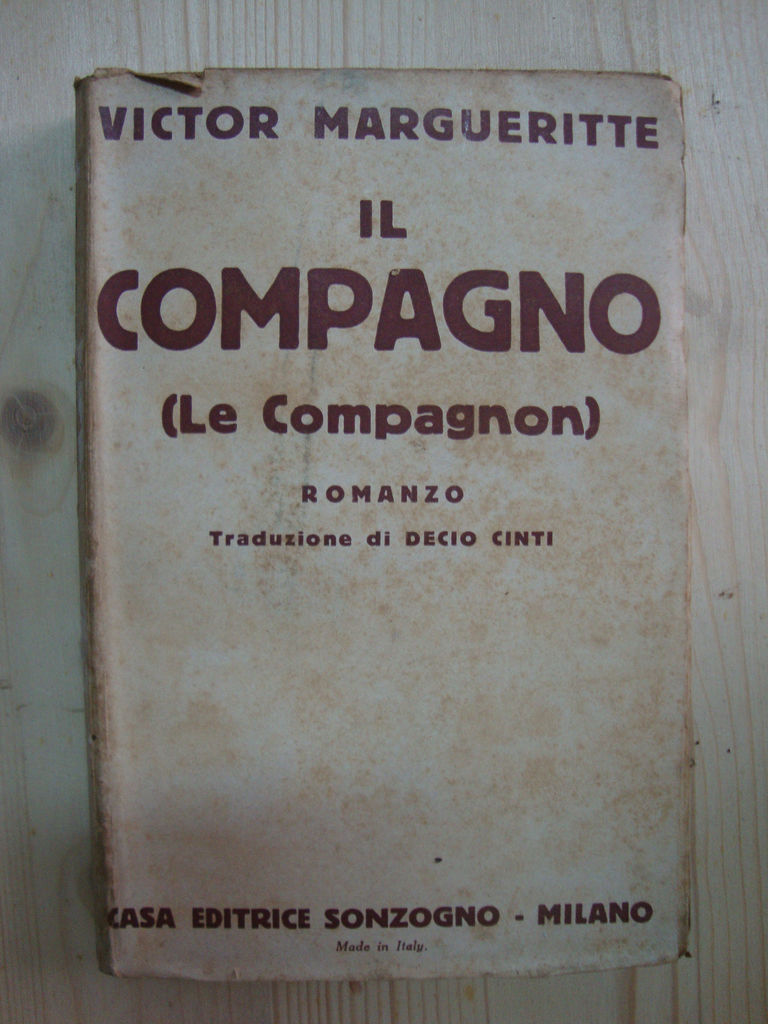 VICTOR MARGUERITTE
IL
COMPAGNO
(Le Compagnon)
ROMANZO
Traduzione di DECIO CINTI
CASA EDITRICE SONZOGNO - MILANO
Made in Italy.